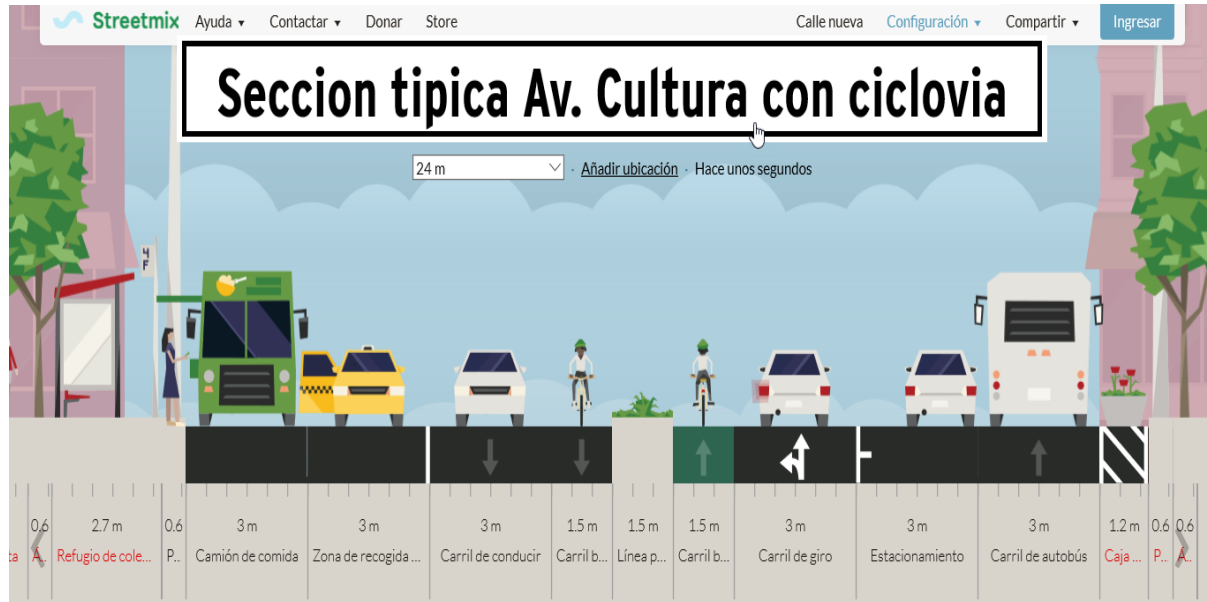 Streetmix Ayuda ▾ Contactar ▾ Donar Store Calle nueva Configuración ▾ Compartir ▾ Ingresar
Seccion tipica Av. Cultura con ciclovia
24 m · Añadir ubicación · Hace unos segundos
0.6 2.7 m 0.6 3 m 3 m 3 m 1.5 m 1.5 m 1.5 m 3 m 3 m 3 m 1.2 m 0.6 0.6
ta Á.. Refugio de cole... P.. Camión de comida Zona de recogida ... Carril de conducir Carril b... Línea p... Carril b... Carril de giro Estacionamiento Carril de autobús Caja ... P.. Á..